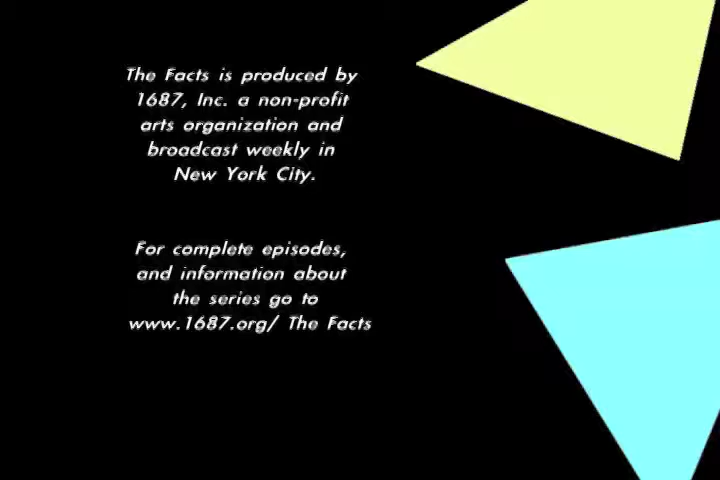 The Facts is produced by
1687, Inc. a non-profit
arts organization and
broadcast weekly in
New York City.
For complete episodes,
and information about
the series go to
www.1687.org/ The Facts